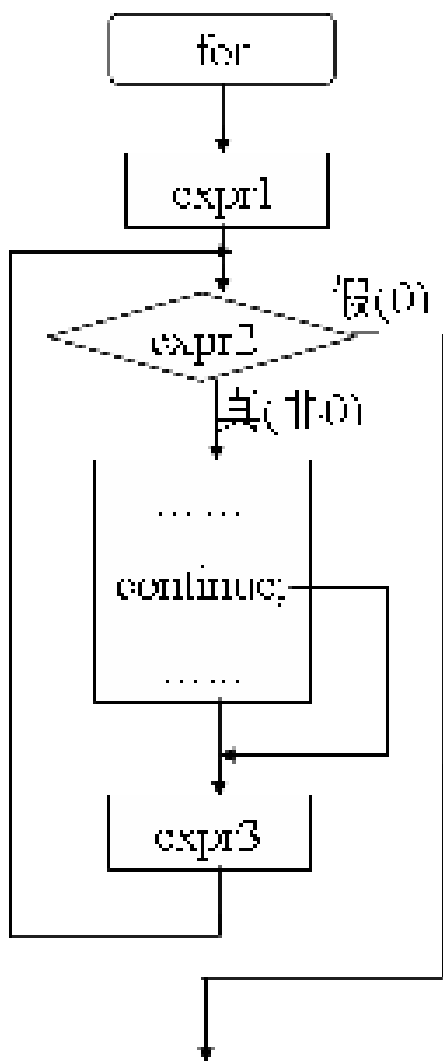 for
expr1
假(0)
expr2
真(非0)
……
continue;
……
expr3